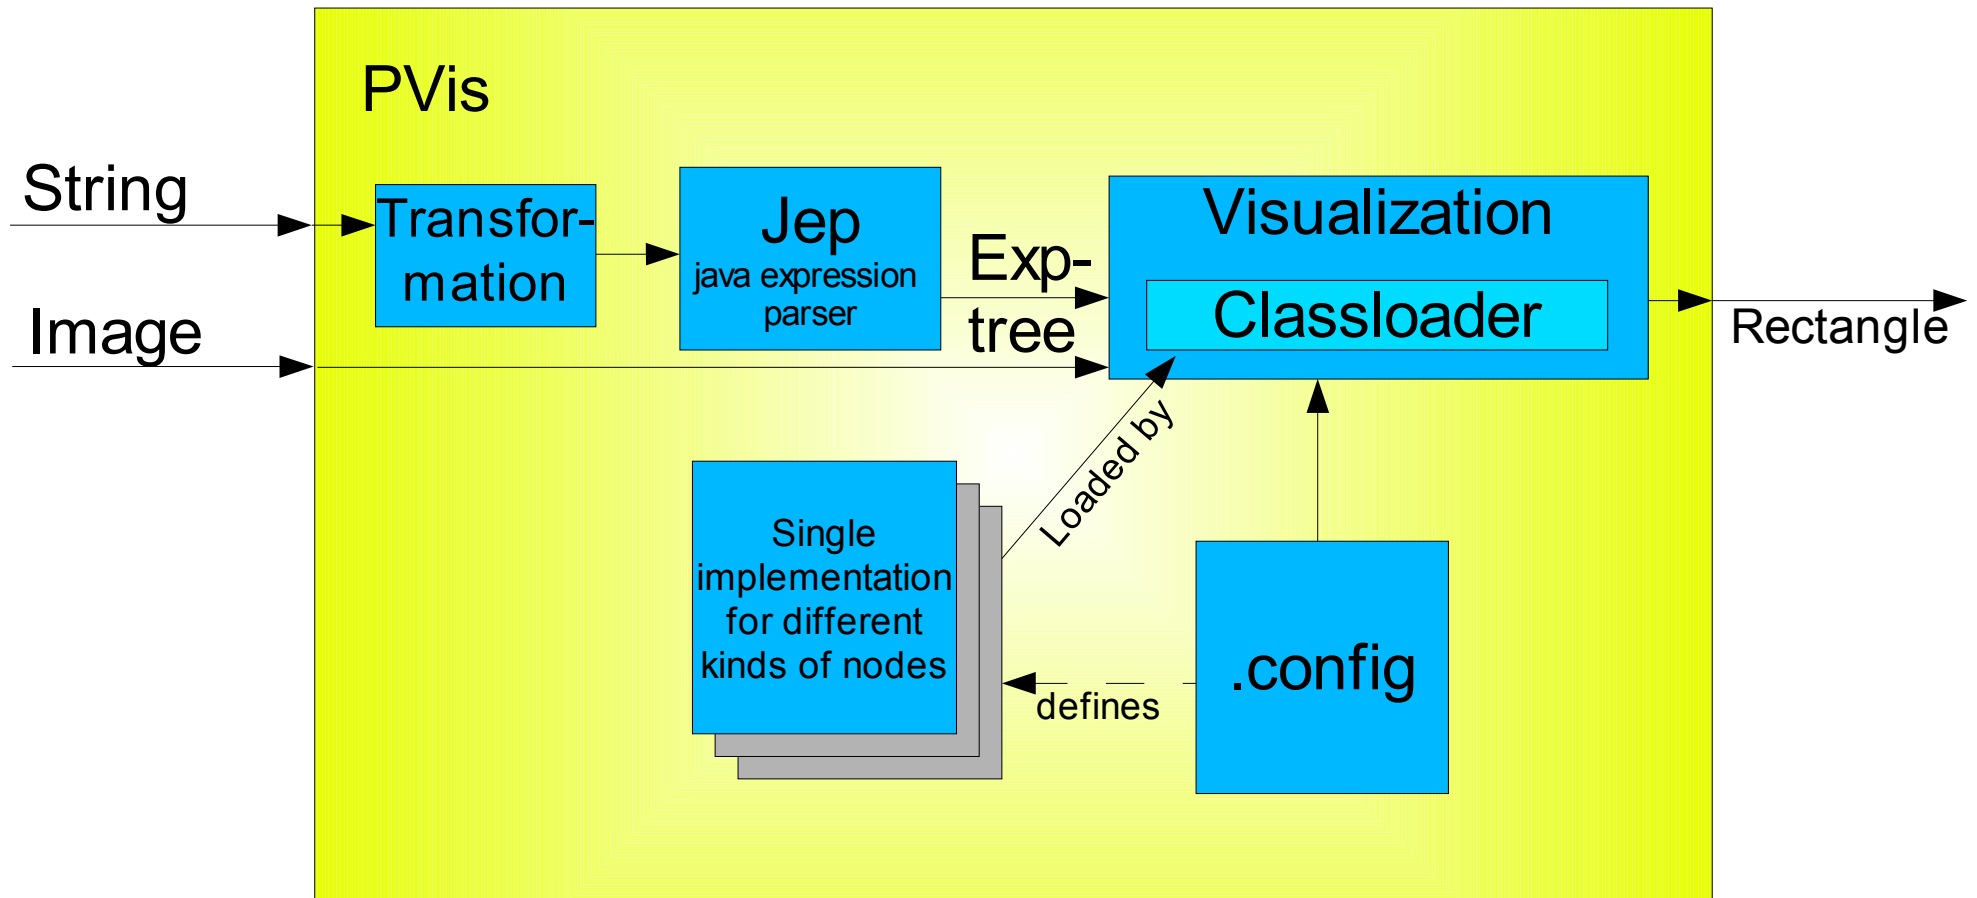 PVis
String
Transfor-
mation
Jep
java expression
parser
Exp-
tree
Visualization
Classloader
Image
Rectangle
Loaded by
Single
implementation
for different
kinds of nodes
defines
.config